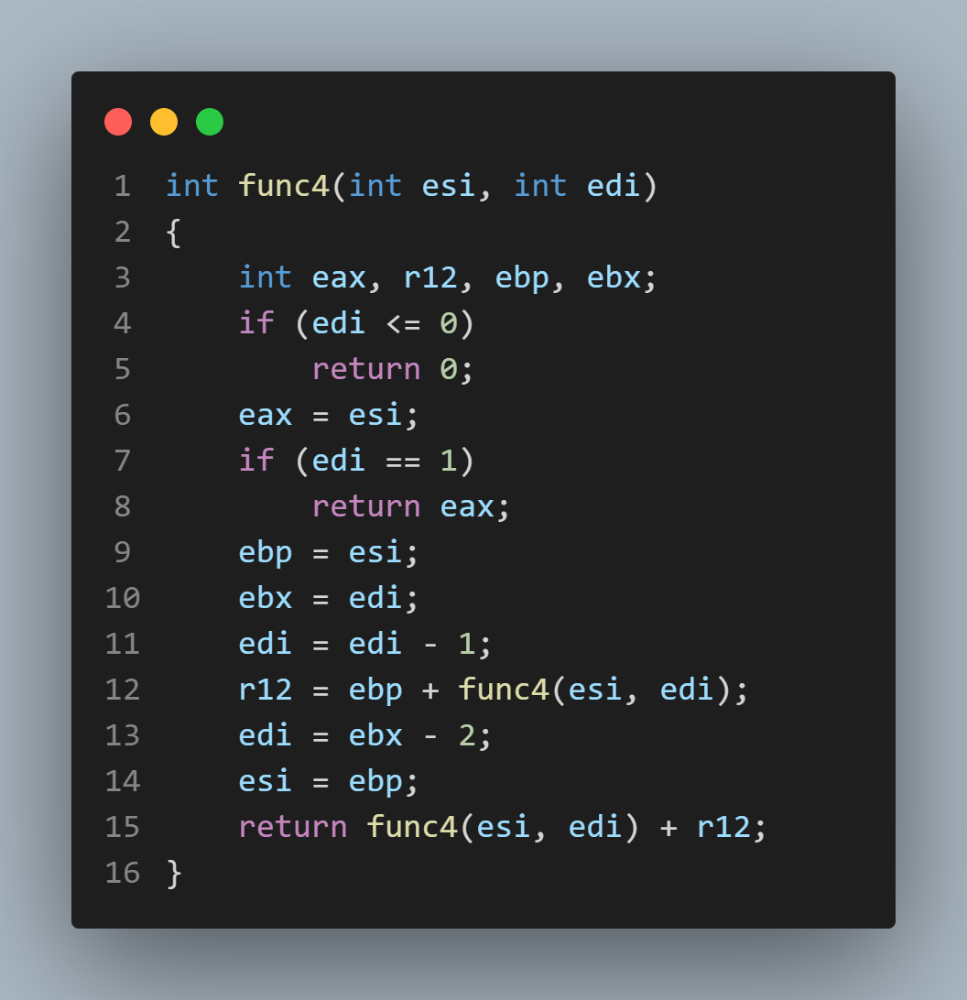 1 int func4(int esi, int edi)
2 {
3     int eax, r12, ebp, ebx;
4     if (edi <= 0)
5         return 0;
6     eax = esi;
7     if (edi == 1)
8         return eax;
9     ebp = esi;
10     ebx = edi;
11     edi = edi - 1;
12     r12 = ebp + func4(esi, edi);
13     edi = ebx - 2;
14     esi = ebp;
15     return func4(esi, edi) + r12;
16 }